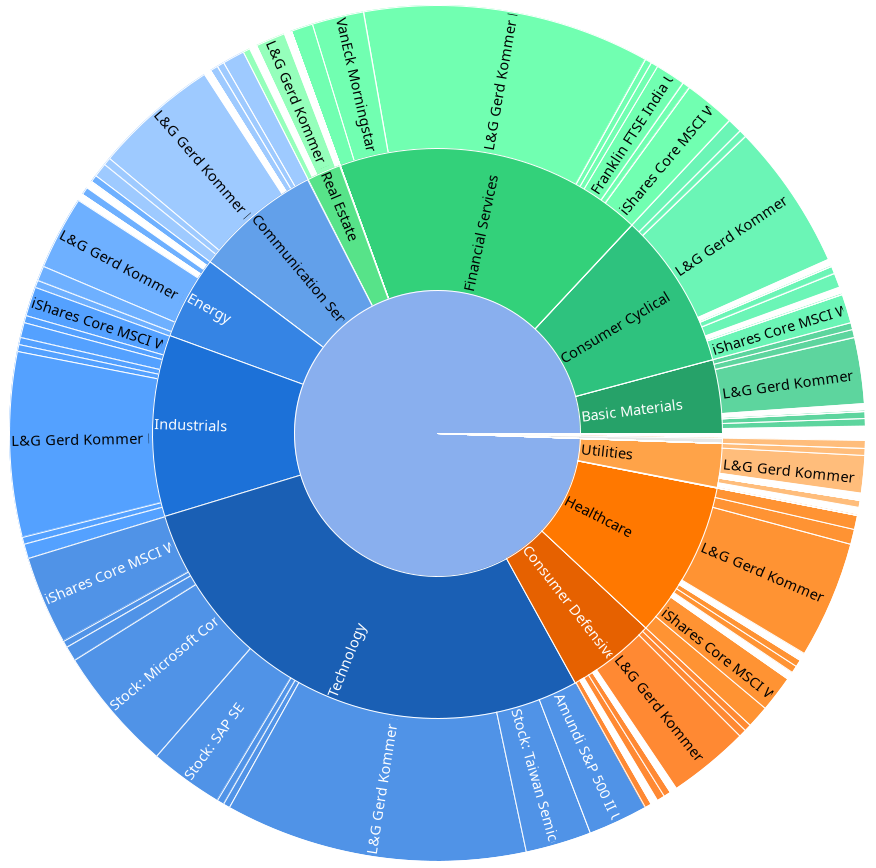 L&G Gerd Kommer
VanEck Morningstar
L&G Gerd Kommer
Franklin FTSE India
iShares Core MSCI W
L&G Gerd Kommer
iShares Core MSCI W
L&G Gerd Kommer
L&G Gerd Kommer
L&G Gerd Kommer
iShares Core MSCI W
L&G Gerd Kommer
Amundi S&P 500 II U
Stock: Taiwan Semic
L&G Gerd Kommer
Stock: SAP SE
Stock: Microsoft Cor
iShares Core MSCI W
L&G Gerd Kommer
iShares Core MSCI W
L&G Gerd Kommer
L&G Gerd Kommer
Real Estate
Financial Services
Consumer Cyclical
Basic Materials
Utilities
Healthcare
Consumer Defensive
Technology
Industrials
Energy
Communication Ser